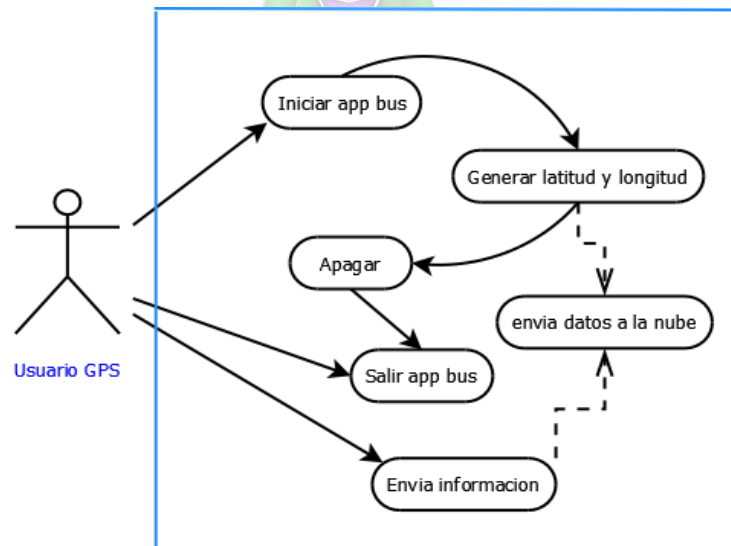 Iniciar app bus
Generar latitud y longitud
Apagar
envia datos a la nube
Usuario GPS
Salir app bus
Envia informacion